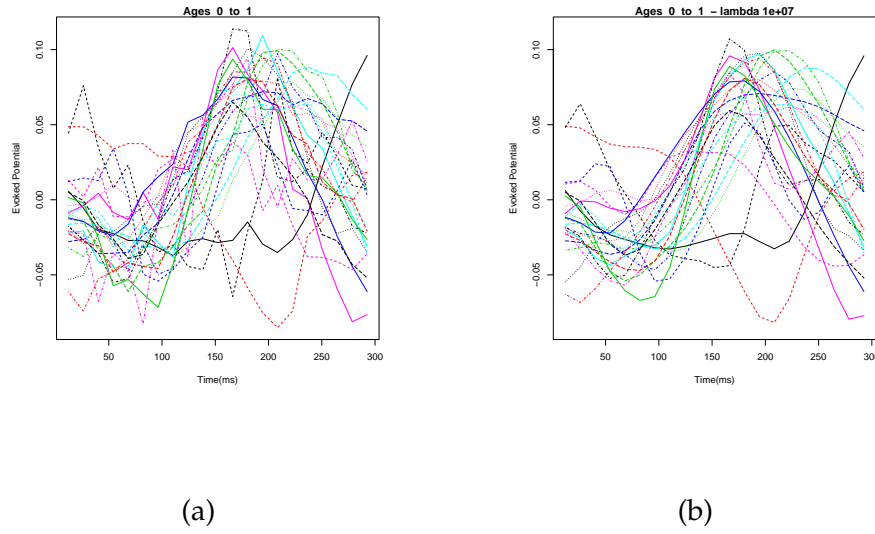 Ages 0 to 1
Evoked Potential
0.10
0.05
0.00
−0.05
50 100 150 200 250 300
Time(ms)
(a)
Ages 0 to 1 − lambda 1e+07
Evoked Potential
0.10
0.05
0.00
−0.05
50 100 150 200 250 300
Time(ms)
(b)